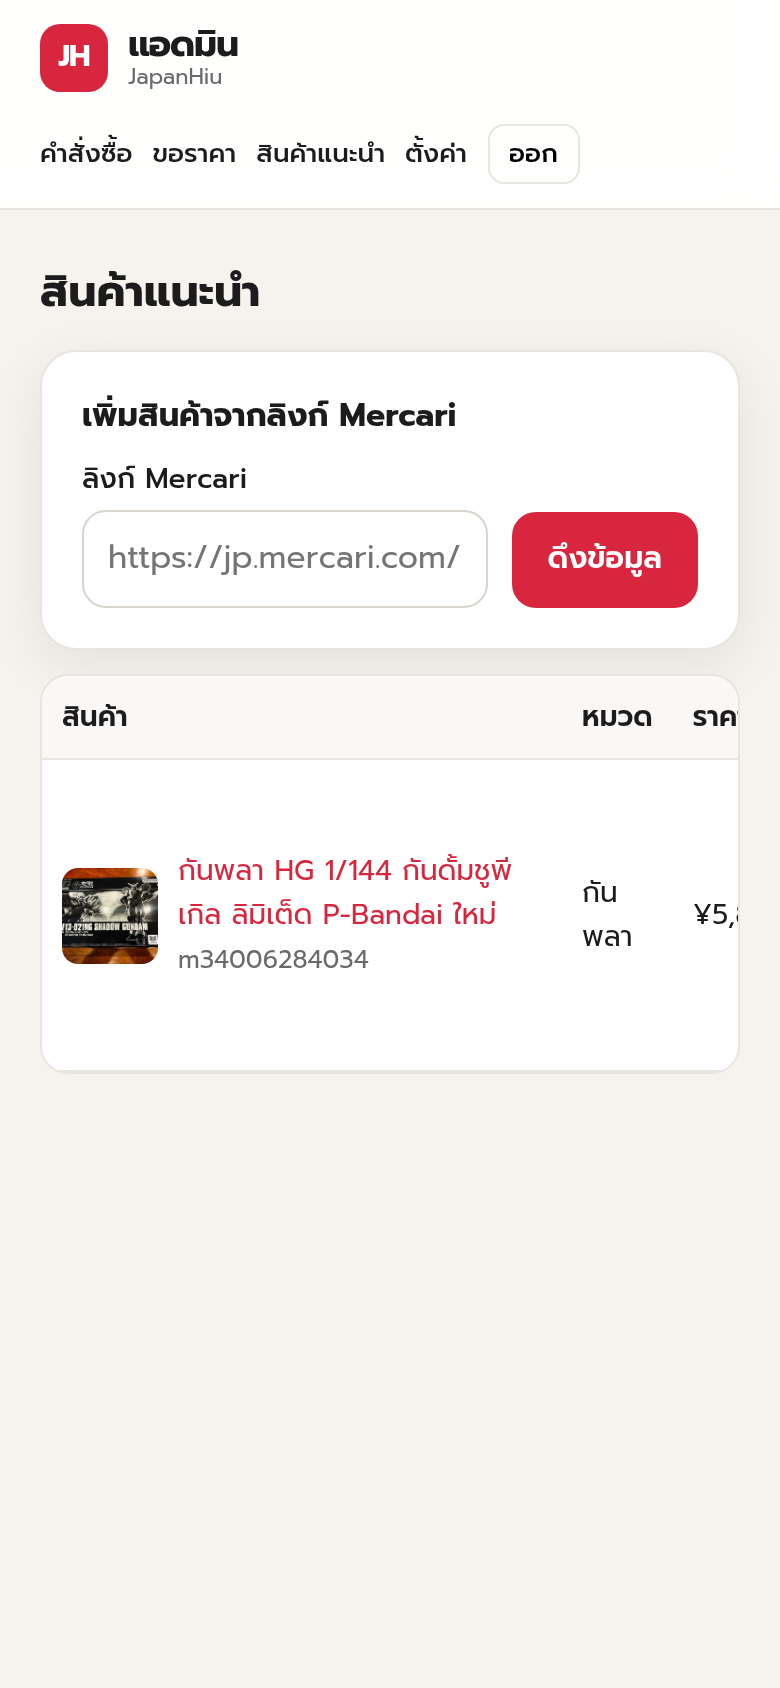 JH
แอดมิน
JapanHiu
คำสั่งซื้อ ขอราคา สินค้าแนะนำ ตั้งค่า ออก
สินค้าแนะนำ
เพิ่มสินค้าจากลิงก์ Mercari
ลิงก์ Mercari
https://jp.mercari.com/
ดึงข้อมูล
สินค้า หมวด
กันพลา HG 1/144 กันดั้มชูพี
เกิล ลิมิเต็ด P-Bandai ใหม่
m34006284034
กัน
พลา
¥5,
SHADOW GUNDAM